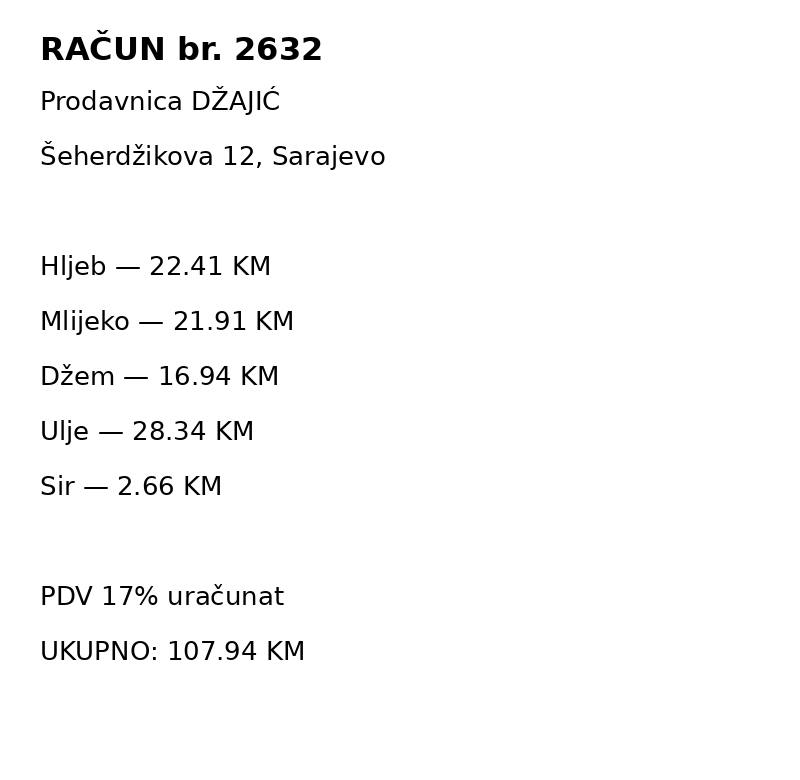 RAČUN br. 2632
Prodavnica DŽAJIĆ
Šeherdžikova 12, Sarajevo
Hljeb — 22.41 KM
Mlijeko — 21.91 KM
Džem — 16.94 KM
Ulje — 28.34 KM
Sir — 2.66 KM
PDV 17% uračunat
UKUPNO: 107.94 KM